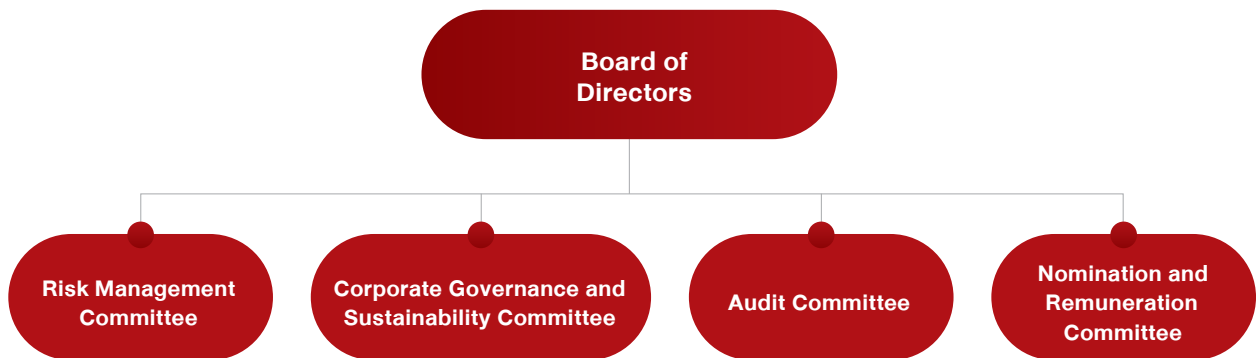 Board of
Directors
Risk Management
Committee
Corporate Governance and
Sustainability Committee
Audit Committee
Nomination and
Remuneration
Committee